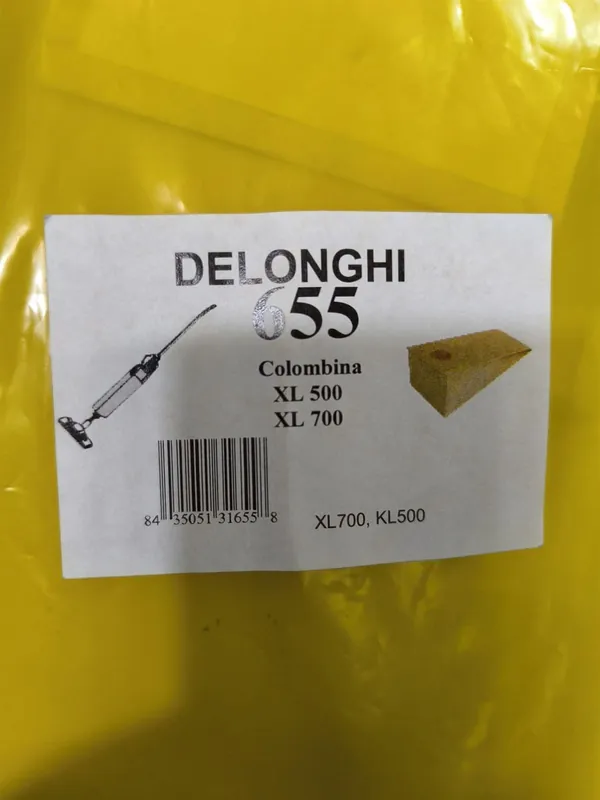 DELONGHI
655
Colombina
XL 500
XL 700
84 35051 31655 8
XL700, KL500